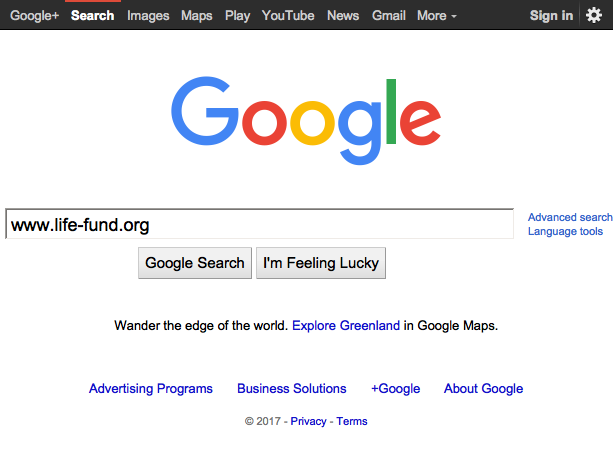 Google+ Search Images Maps Play YouTube News Gmail More Sign in
Google
www.life-fund.org
Advanced search
Language tools
Google Search I'm Feeling Lucky
Wander the edge of the world. Explore Greenland in Google Maps.
Advertising Programs Business Solutions +Google About Google
© 2017 - Privacy - Terms